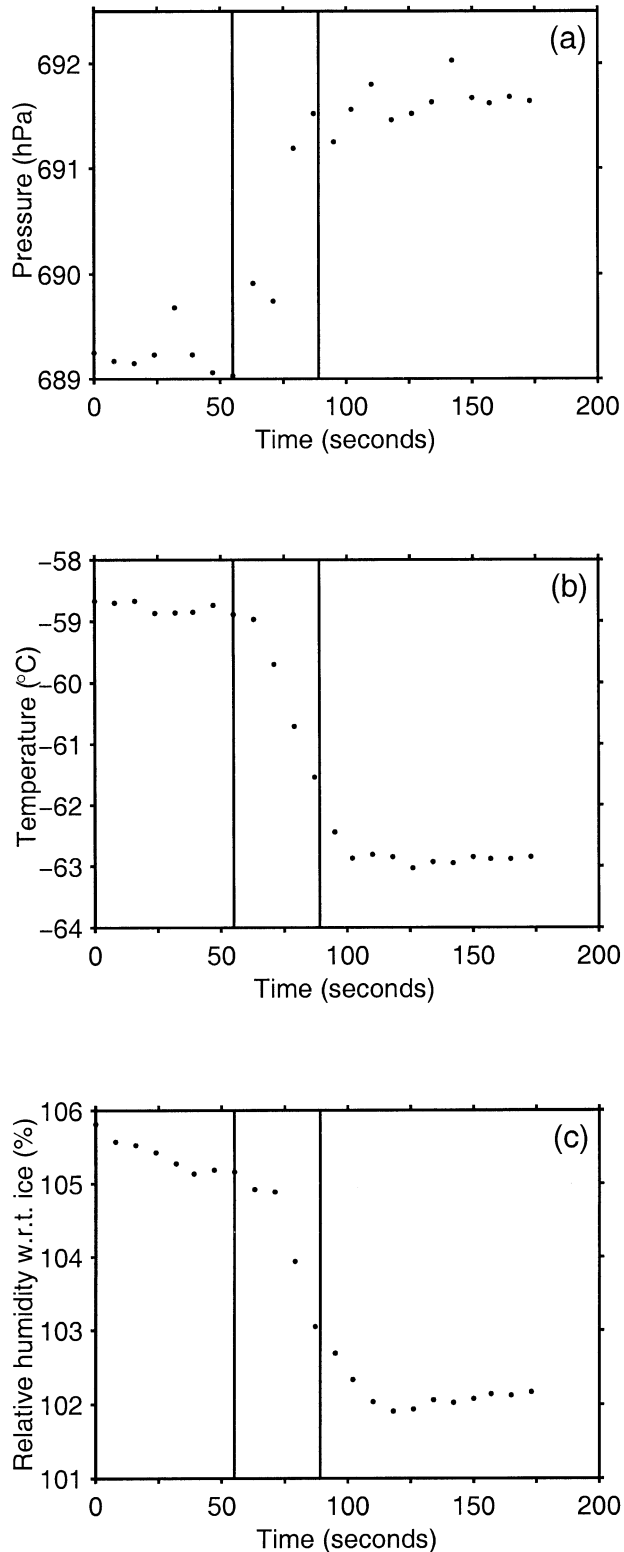 (a)
692
691
690
689
Pressure (hPa)
0 50 100 150 200
Time (seconds)
(b)
−58
−59
−60
−61
−62
−63
−64
Temperature (°C)
0 50 100 150 200
Time (seconds)
(c)
106
105
104
103
102
101
Relative humidity w.r.t. ice (%)
0 50 100 150 200
Time (seconds)